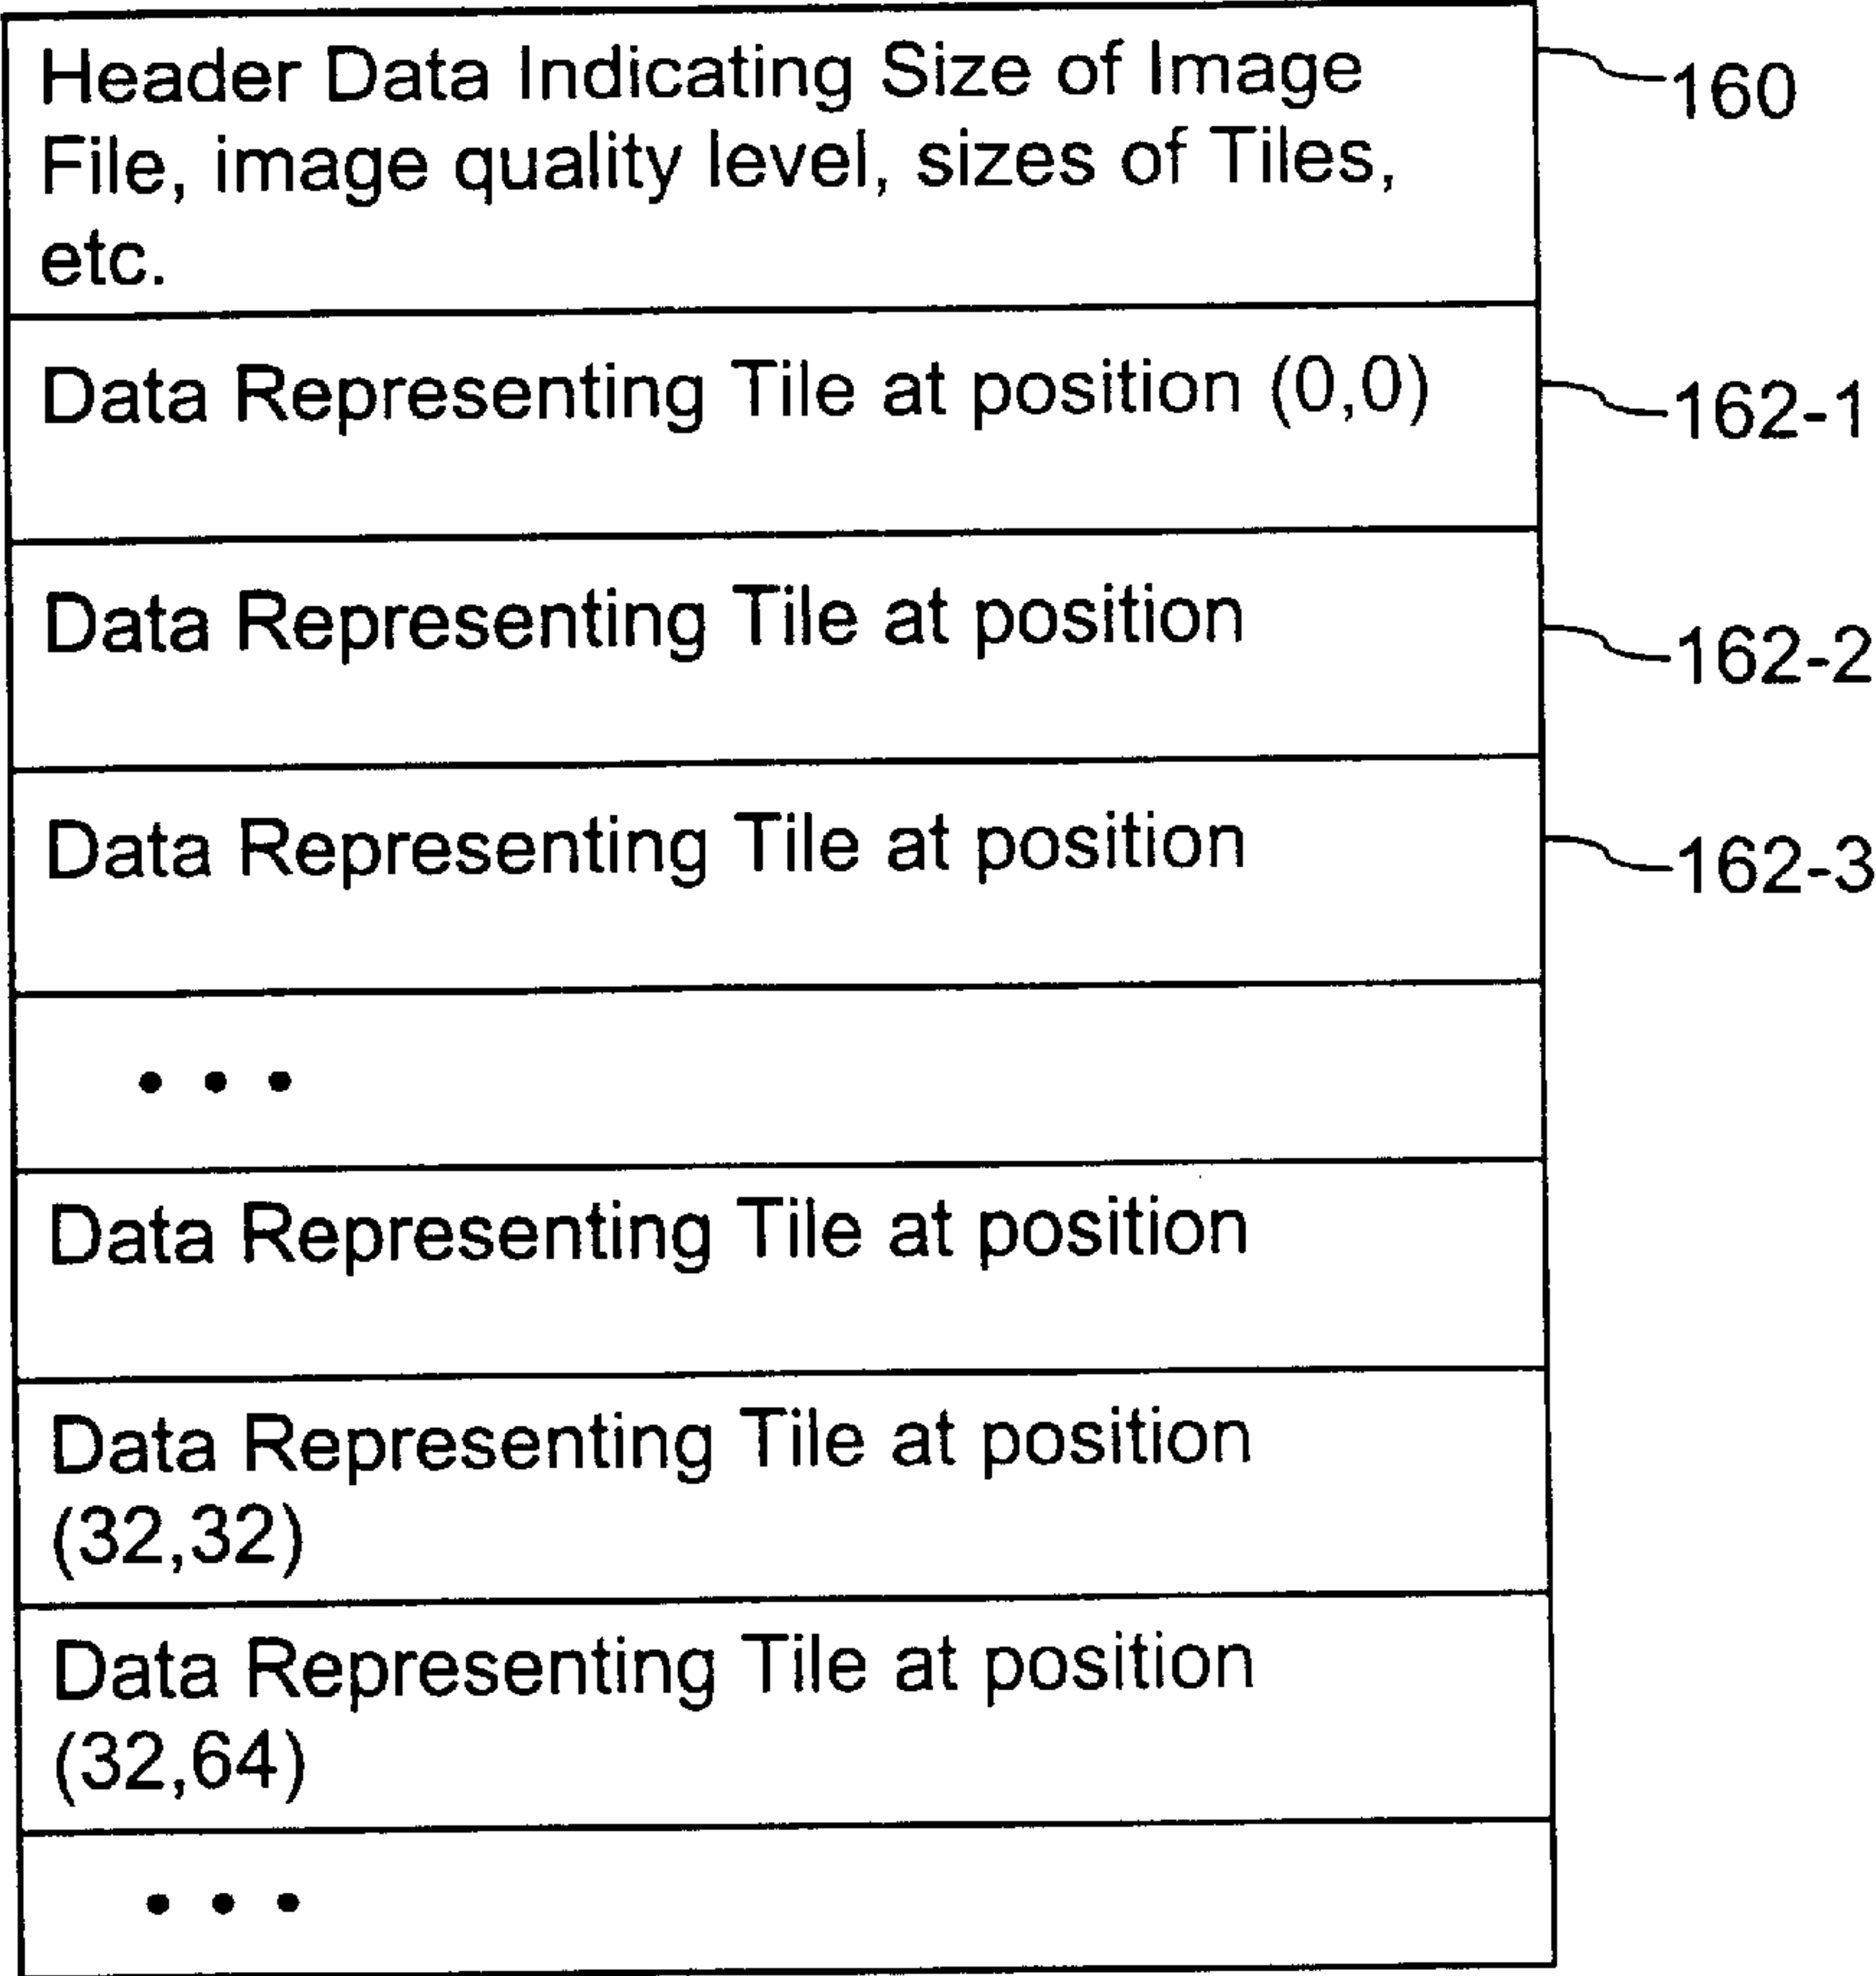 Header Data Indicating Size of Image
File, image quality level, sizes of Tiles,
etc.
160
Data Representing Tile at position (0,0)
162-1
Data Representing Tile at position
162-2
Data Representing Tile at position
162-3
• • •
Data Representing Tile at position
Data Representing Tile at position
(32,32)
Data Representing Tile at position
(32,64)
• • •